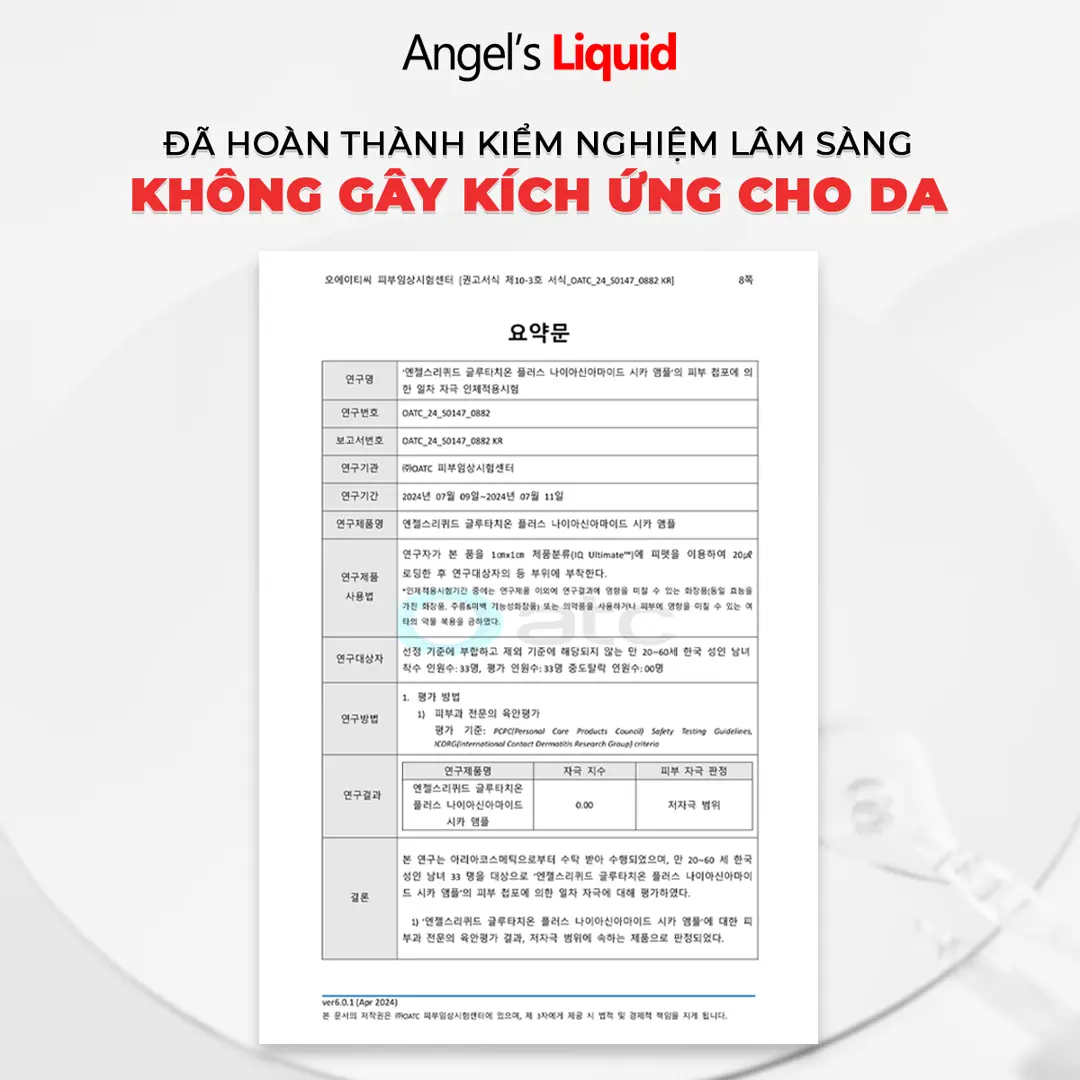 Angel's Liquid
ĐÃ HOÀN THÀNH KIỂM NGHIỆM LÂM SÀNG
KHÔNG GÂY KÍCH ỨNG CHO DA
오에이티씨 피부임상시험센터 [권고서식 제10-3호 서식_OATC_24_S0147_0882 KR] 8쪽
요약문
연구명 '엔젤스리퀴드 글루타치온 플러스 나이아신아마이드 시카 앰플'의 피부 첩포에 의
한 일차 자극 인체적용시험
연구번호 OATC_24_S0147_0882
보고서번호 OATC_24_S0147_0882 KR
연구기관 ㈜OATC 피부임상시험센터
연구기간 2024년 07월 09일~2024년 07월 11일
연구제품명 엔젤스리퀴드 글루타치온 플러스 나이아신아마이드 시카 앰플
연구제품
사용법
연구자가 본 품을 1㎝x1㎝ 제품분류(IQ Ultimate™)에 피펫을 이용하여 20㎕
로딩한 후 연구대상자의 등 부위에 부착한다.
*인체적용시험기간 중에는 연구제품 이외에 연구결과에 영향을 미칠 수 있는 화장품(동일 효능을
가진 화장품, 주름&미백 기능성화장품) 또는 의약품을 사용하거나 피부에 영향을 미칠 수 있는 여
타의 약물 복용을 금하였다.
atc
연구대상자
선정 기준에 부합하고 제외 기준에 해당되지 않는 만 20~60세 한국 성인 남녀
착수 인원수: 33명, 평가 인원수: 33명 중도탈락 인원수: 00명
연구방법
1. 평가 방법
1) 피부과 전문의 육안평가
평가 기준: PCPC(Personal Care Products Council) Safety Testing Guidelines,
ICDRG(International Contact Dermatitis Research Group) criteria
연구결과
연구제품명 자극 지수 피부 자극 판정
엔젤스리퀴드 글루타치온
플러스 나이아신아마이드
시카 앰플
0.00 저자극 범위
결론
본 연구는 아리아코스메틱으로부터 수탁 받아 수행되었으며, 만 20~60 세 한국
성인 남녀 33 명을 대상으로 '엔젤스리퀴드 글루타치온 플러스 나이아신아마이
드 시카 앰플'의 피부 첩포에 의한 일차 자극에 대해 평가하였다.
1) '엔젤스리퀴드 글루타치온 플러스 나이아신아마이드 시카 앰플'에 대한 피
부과 전문의 육안평가 결과, 저자극 범위에 속하는 제품으로 판정되었다.
ver6.0.1 (Apr 2024)
본 문서의 저작권은 ㈜OATC 피부임상시험센터에 있으며, 제 3자에게 제공 시 법적 및 경제적 책임을 지게 됩니다.